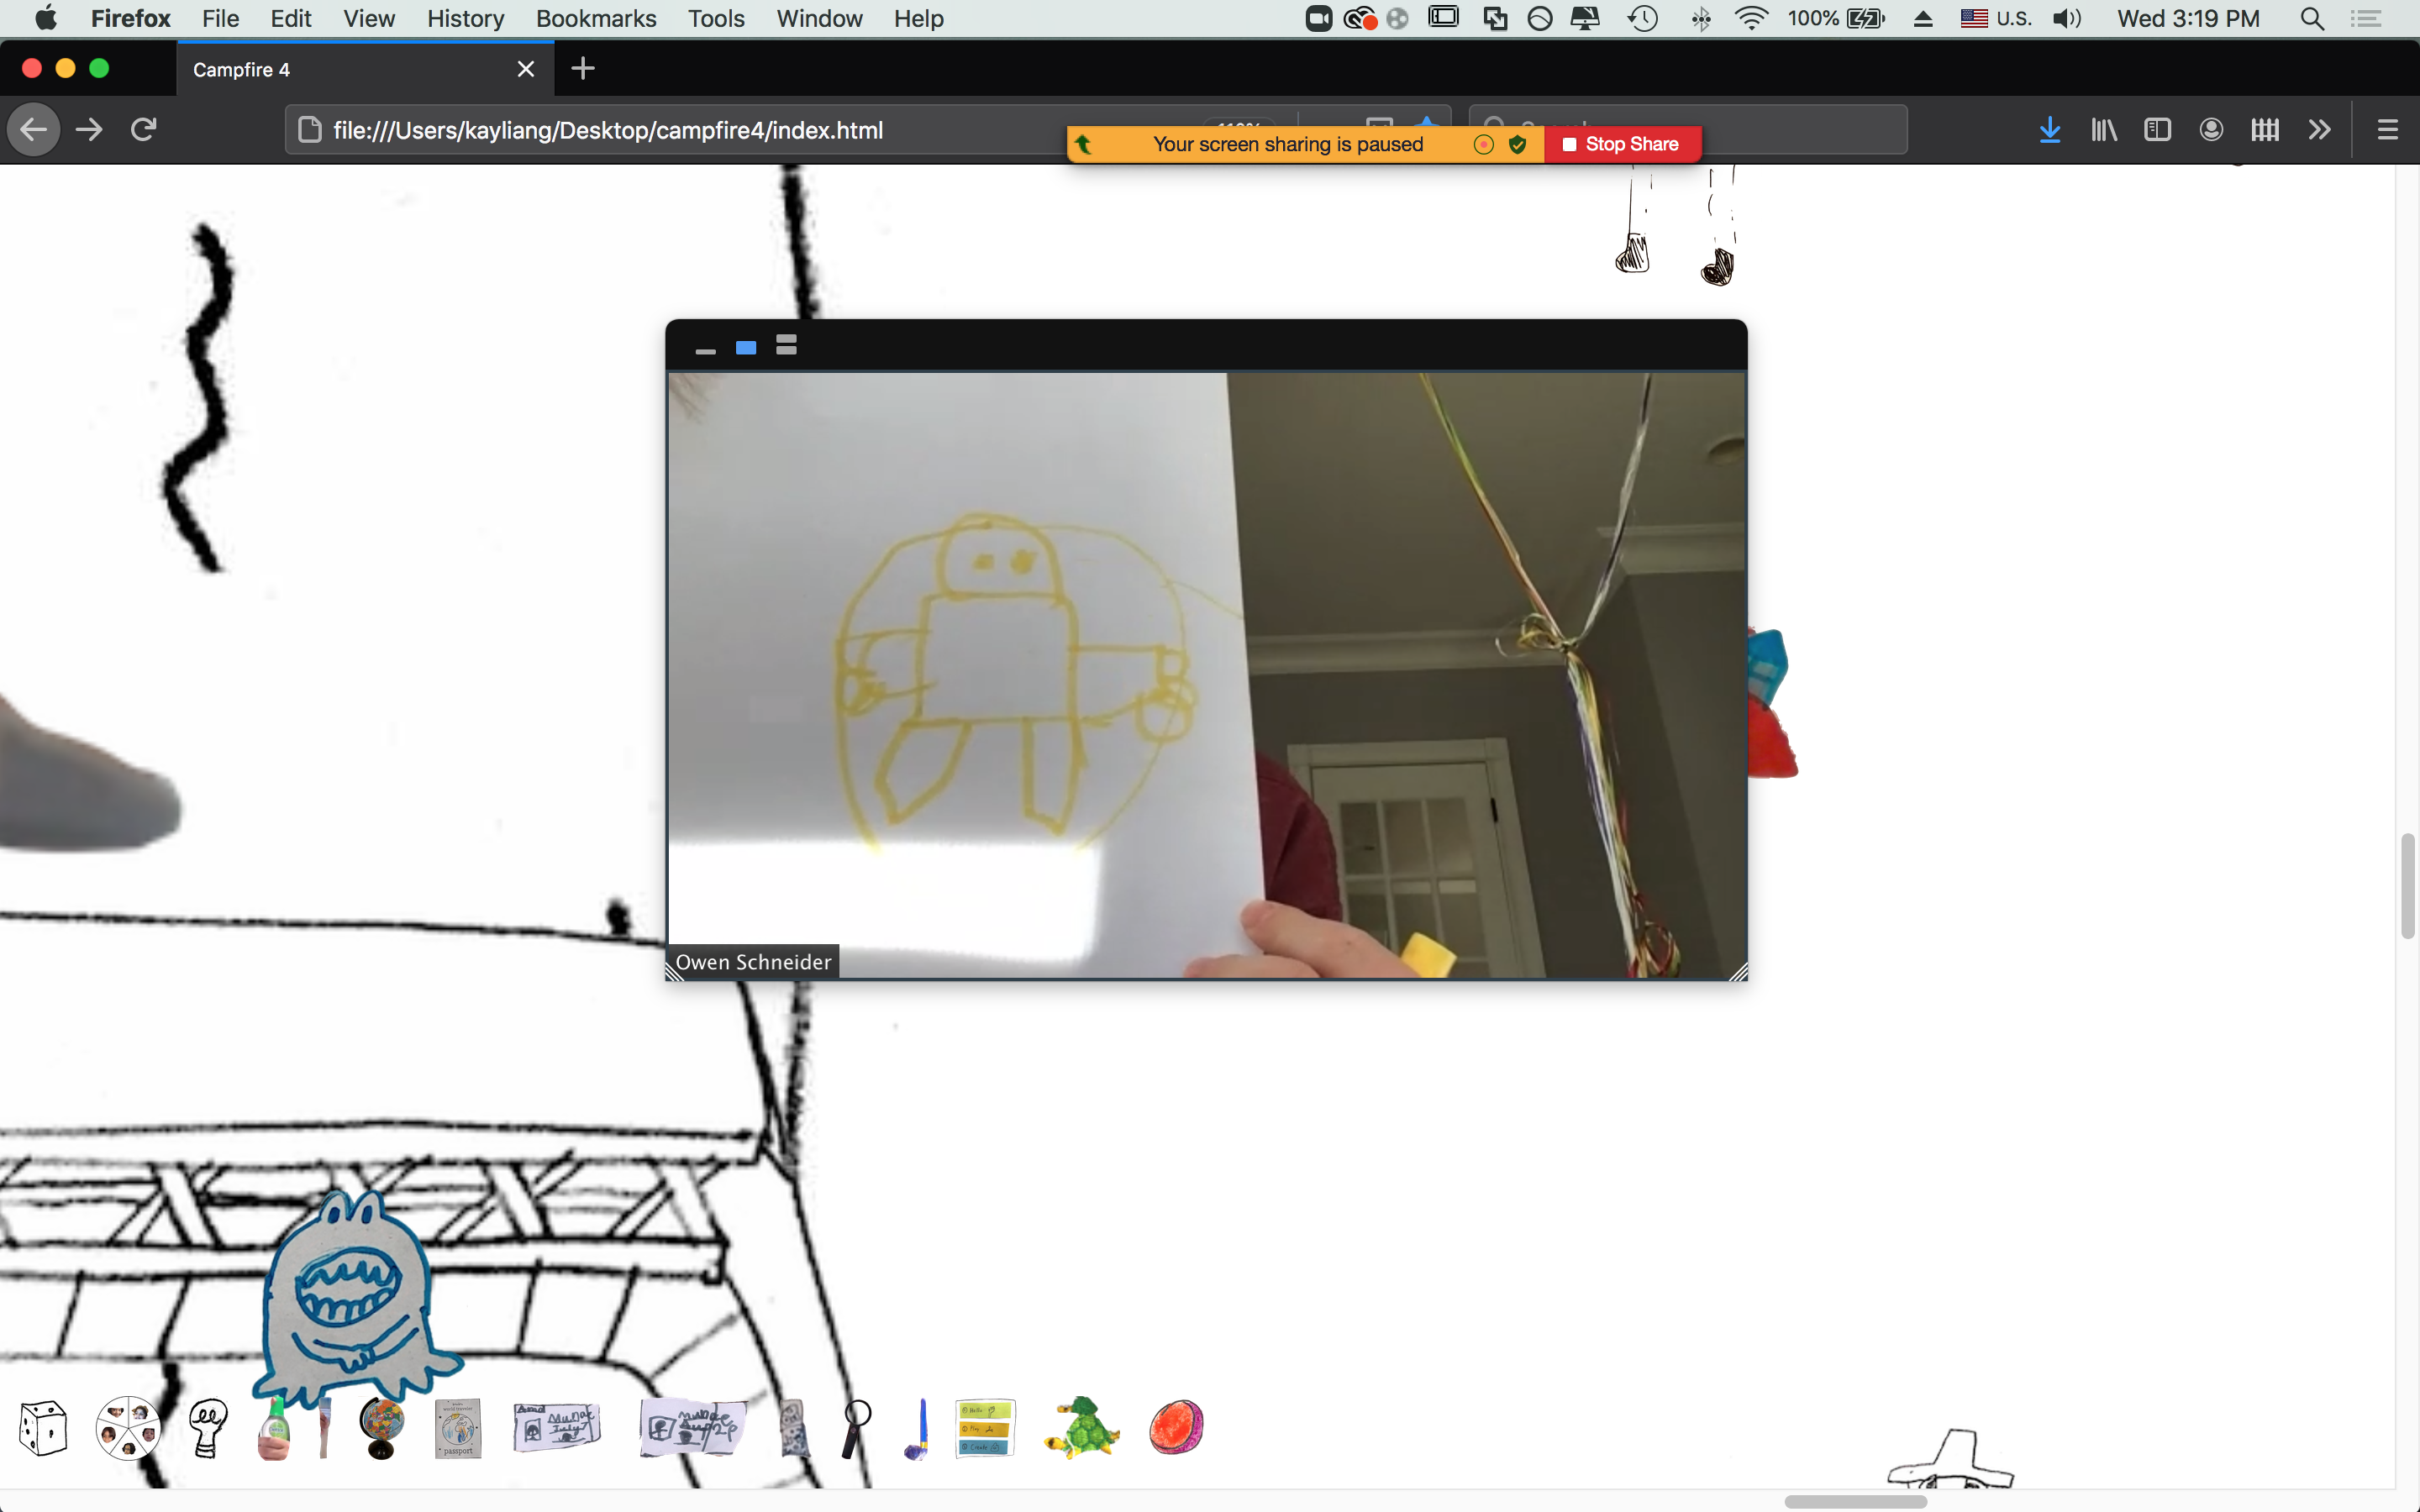 Firefox File Edit View History Bookmarks Tools Window Help
100% U.S. Wed 3:19 PM
Campfire 4
file:///Users/kayliang/Desktop/campfire4/index.html
Your screen sharing is paused
Stop Share
Owen Schneider
passport